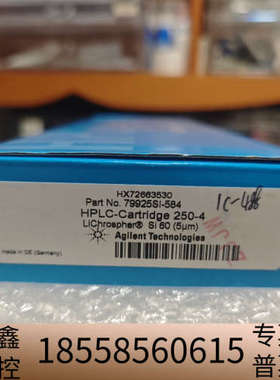 HX72663530
Part No. 79925SI-584
HPLC-Cartridge 250-4
LiChrospher® Si 60 (5µm)
Agilent Technologies
made in DE (Germany)
1C-486
鑫
控
18558560615
专
普